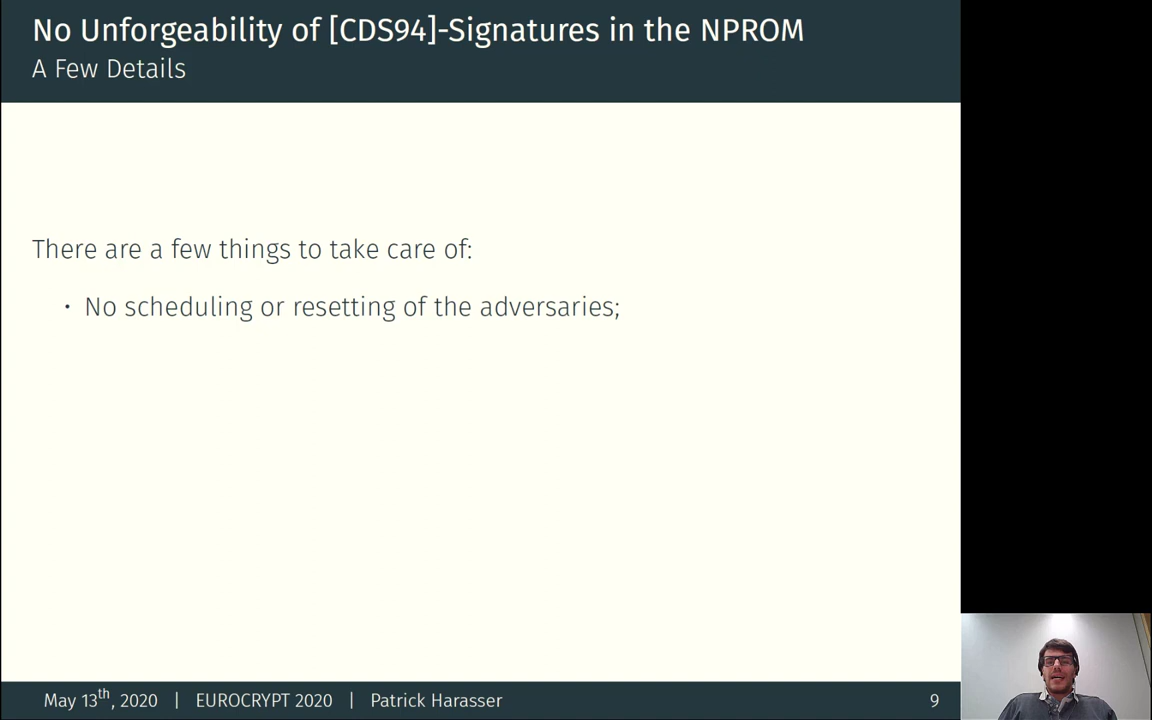 No Unforgeability of [CDS94]-Signatures in the NPROM
A Few Details
There are a few things to take care of:
· No scheduling or resetting of the adversaries;
May 13th, 2020 | EUROCRYPT 2020 | Patrick Harasser 9